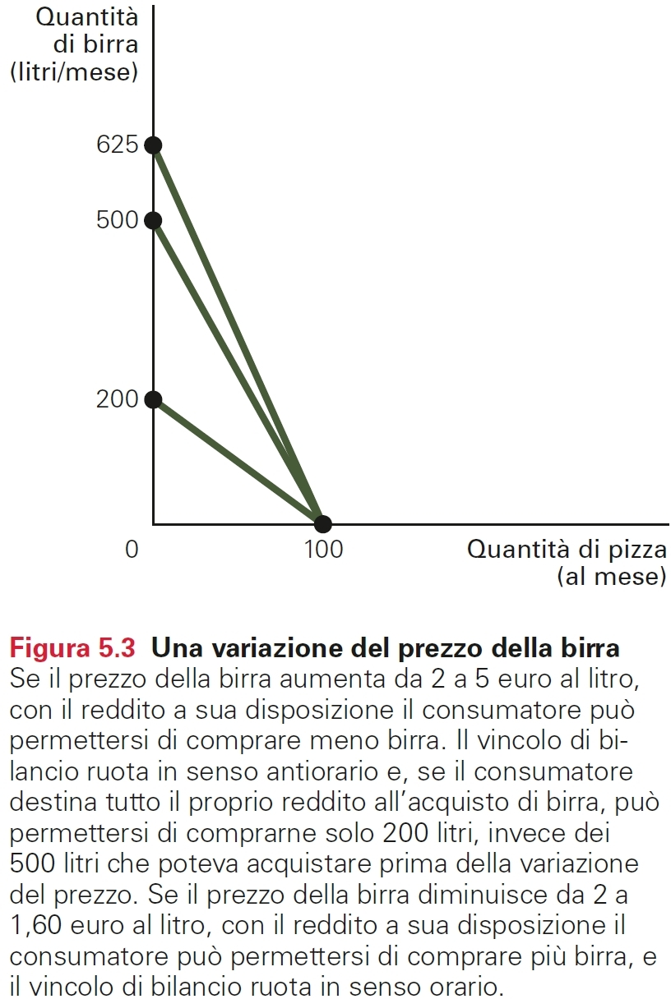 Quantità
di birra
(litri/mese)
625
500
200
0
100
Quantità di pizza
(al mese)
Figura 5.3 Una variazione del prezzo della birra
Se il prezzo della birra aumenta da 2 a 5 euro al litro,
con il reddito a sua disposizione il consumatore può
permettersi di comprare meno birra. Il vincolo di bi-
lancio ruota in senso antiorario e, se il consumatore
destina tutto il proprio reddito all’acquisto di birra, può
permettersi di comprarne solo 200 litri, invece dei
500 litri che poteva acquistare prima della variazione
del prezzo. Se il prezzo della birra diminuisce da 2 a
1,60 euro al litro, con il reddito a sua disposizione il
consumatore può permettersi di comprare più birra, e
il vincolo di bilancio ruota in senso orario.